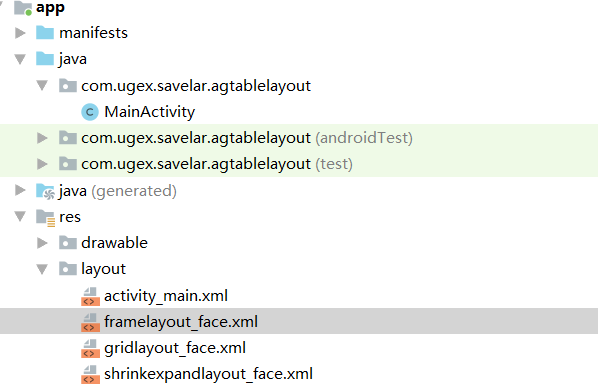 app
manifests
java
com.ugex.savelar.agtablelayout
MainActivity
com.ugex.savelar.agtablelayout (androidTest)
com.ugex.savelar.agtablelayout (test)
java (generated)
res
drawable
layout
activity_main.xml
framelayout_face.xml
gridlayout_face.xml
shrinkexpandlayout_face.xml